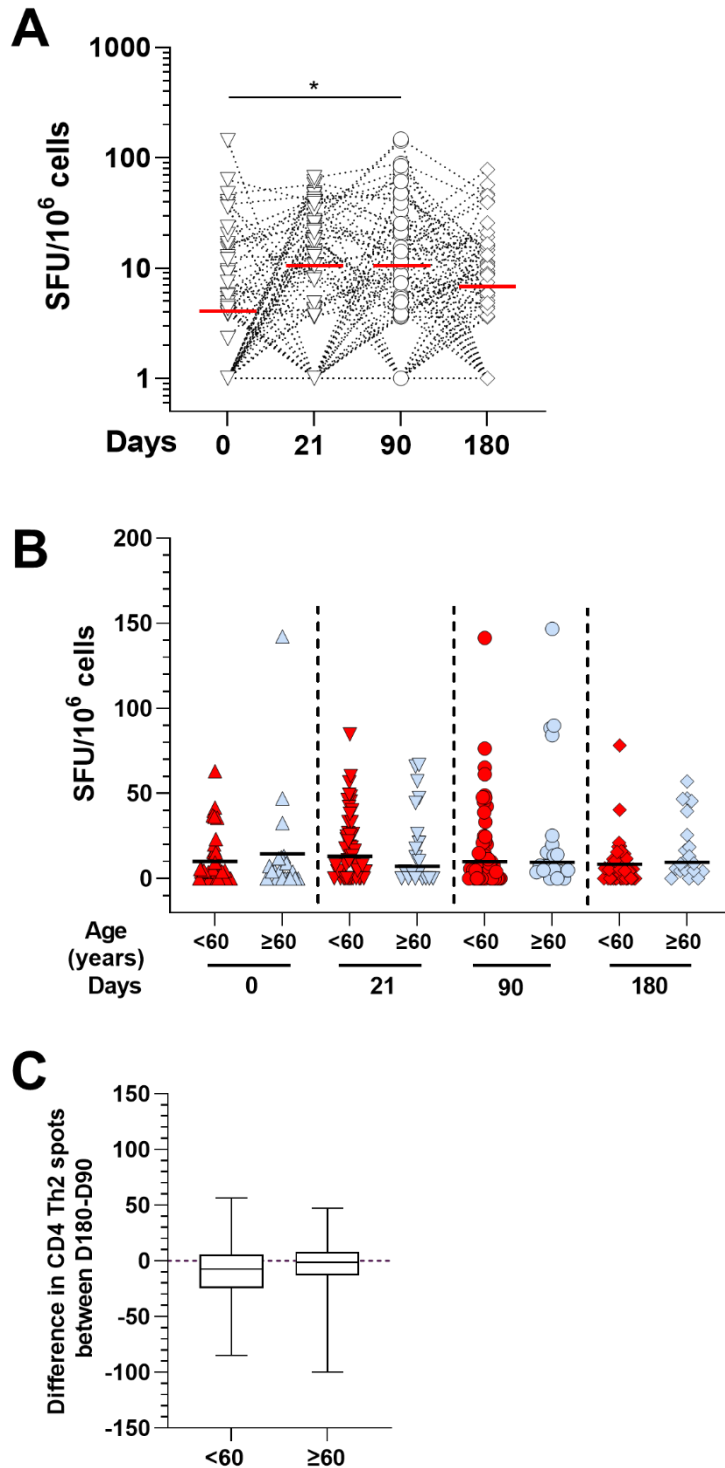 A
1000
100
10
1
SFU/10⁶ cells
*
Days 0 21 90 180
B
200
150
100
50
0
SFU/10⁶ cells
Age (years) <60 ≥60 <60 ≥60 <60 ≥60 <60 ≥60
Days 0 21 90 180
C
150
100
50
0
-50
-100
-150
Difference in CD4 Th2 spots
between D180-D90
<60 ≥60